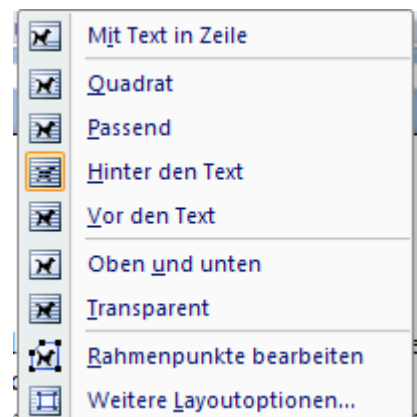 Mit Text in Zeile
Quadrat
Passend
Hinter den Text
Vor den Text
Oben und unten
Transparent
Rahmenpunkte bearbeiten
Weitere Layoutoptionen...